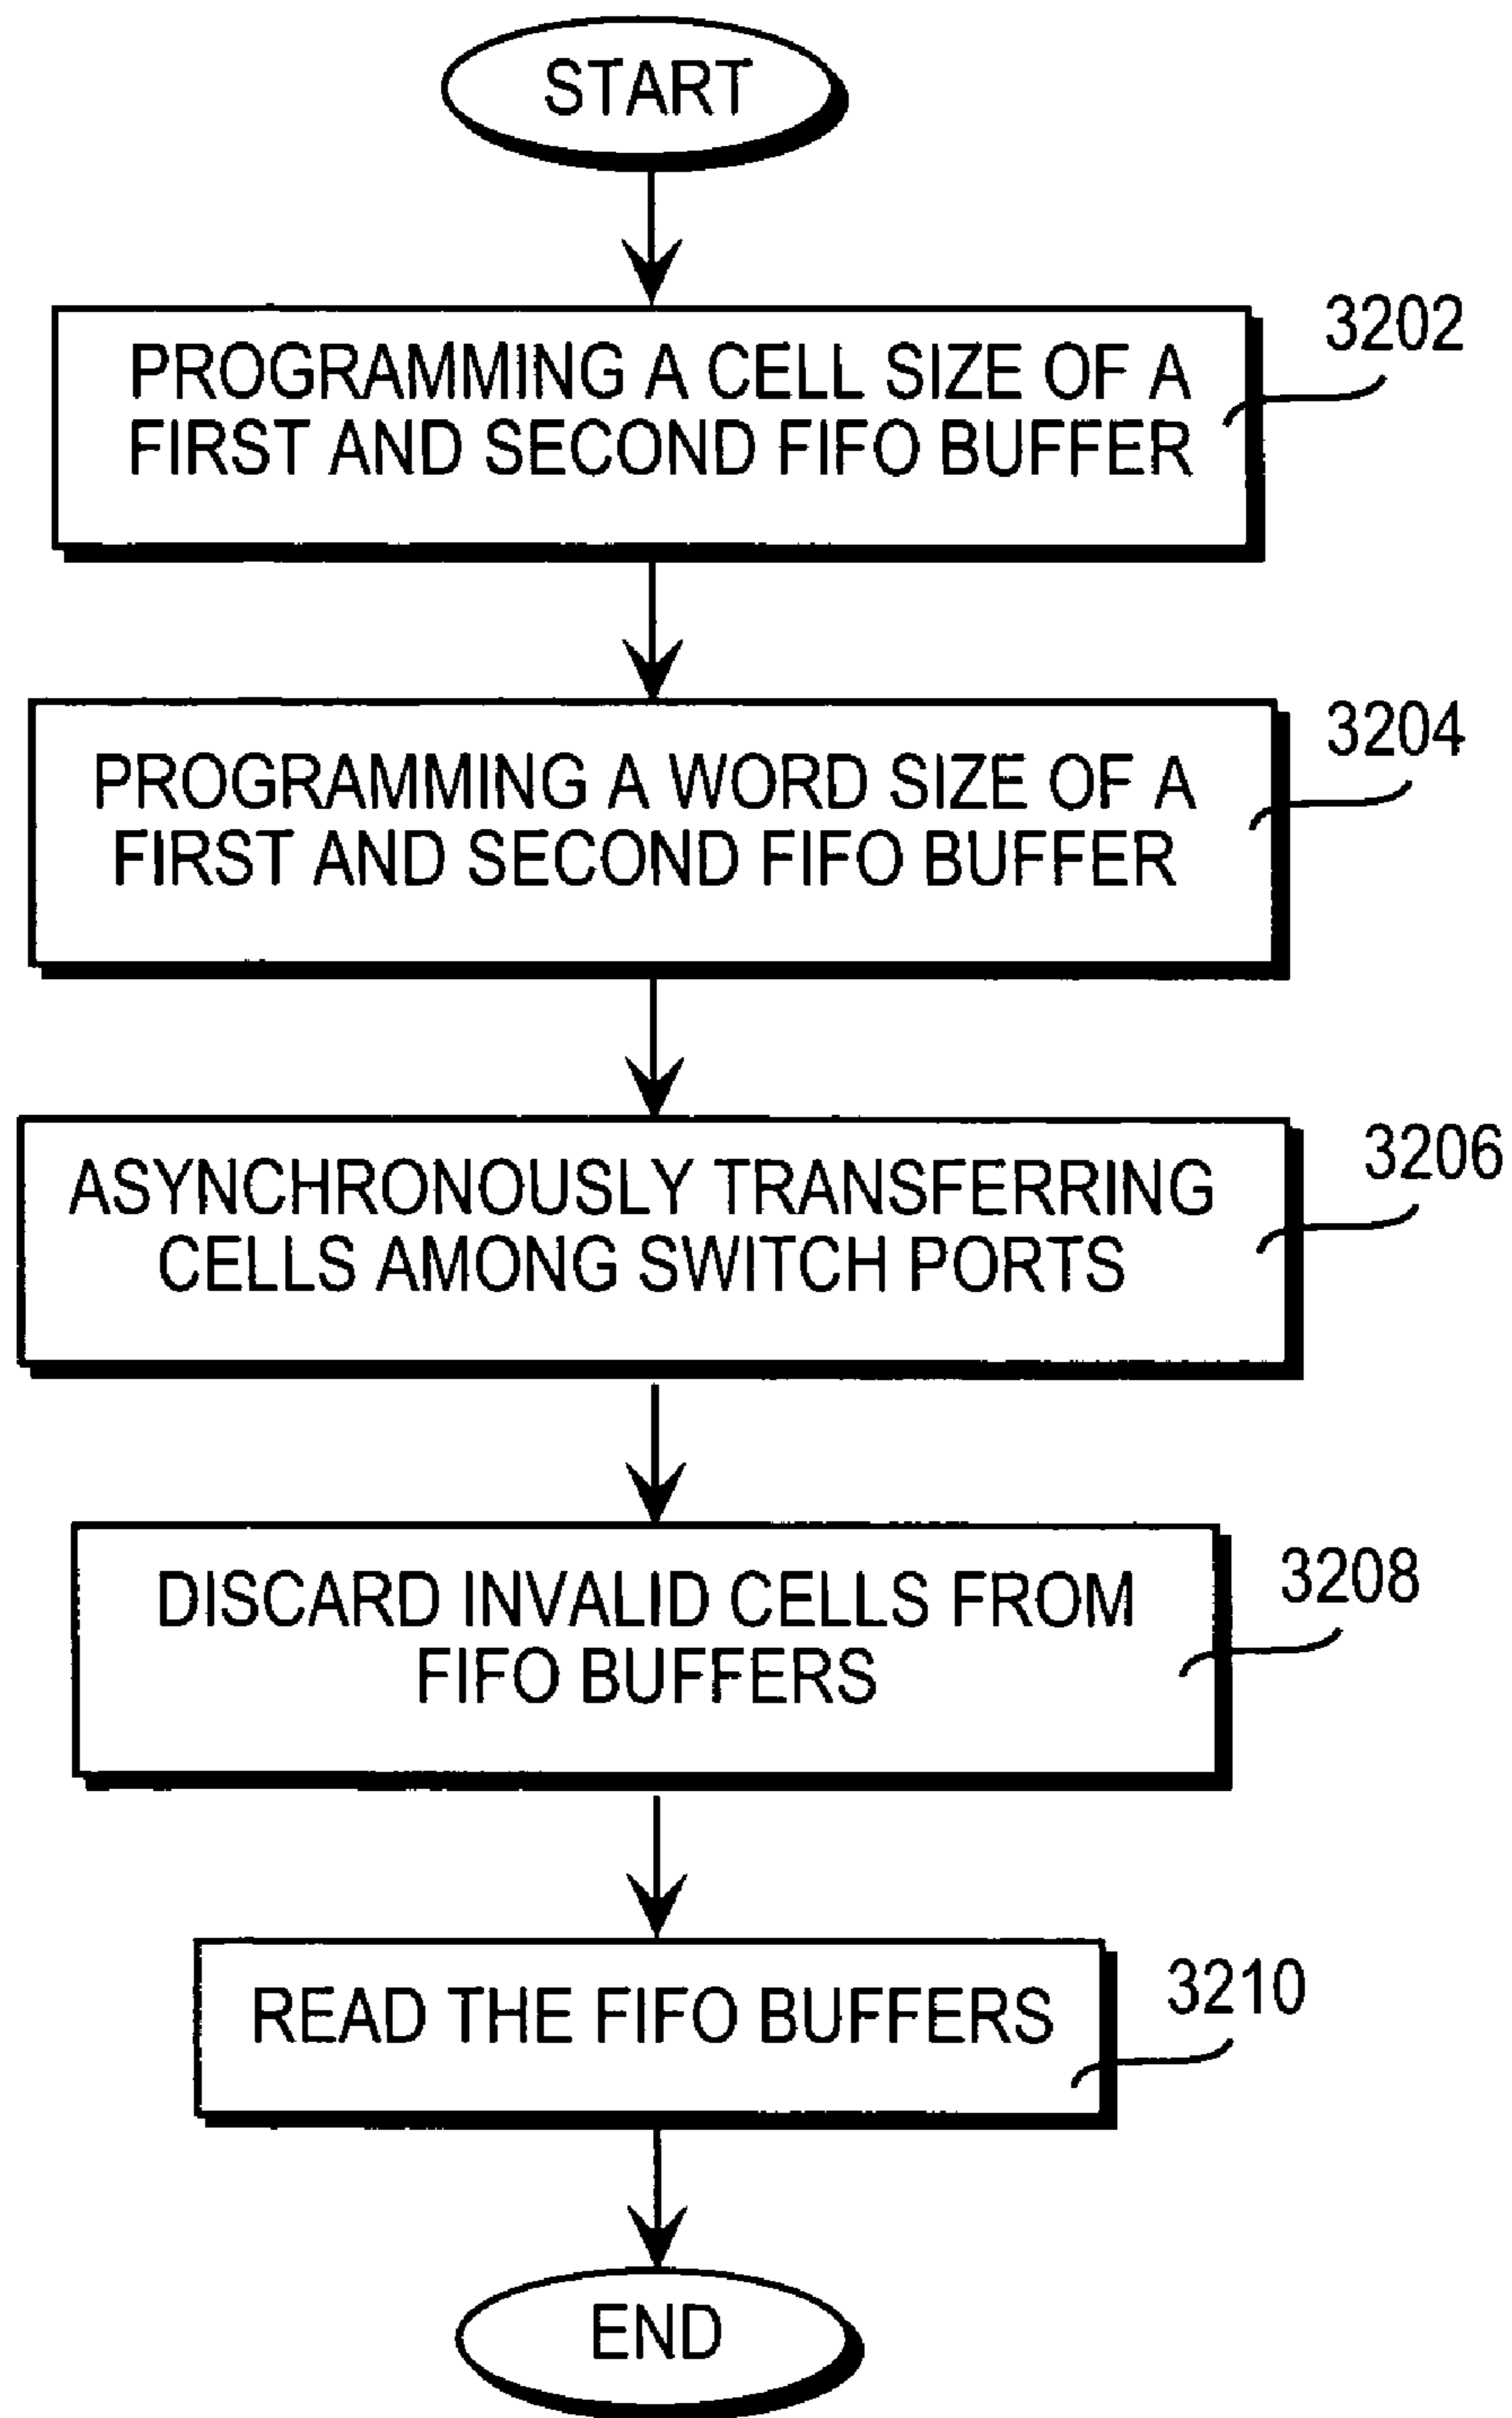 START
PROGRAMMING A CELL SIZE OF A
FIRST AND SECOND FIFO BUFFER
3202
PROGRAMMING A WORD SIZE OF A
FIRST AND SECOND FIFO BUFFER
3204
ASYNCHRONOUSLY TRANSFERRING
CELLS AMONG SWITCH PORTS
3206
DISCARD INVALID CELLS FROM
FIFO BUFFERS
3208
READ THE FIFO BUFFERS
3210
END